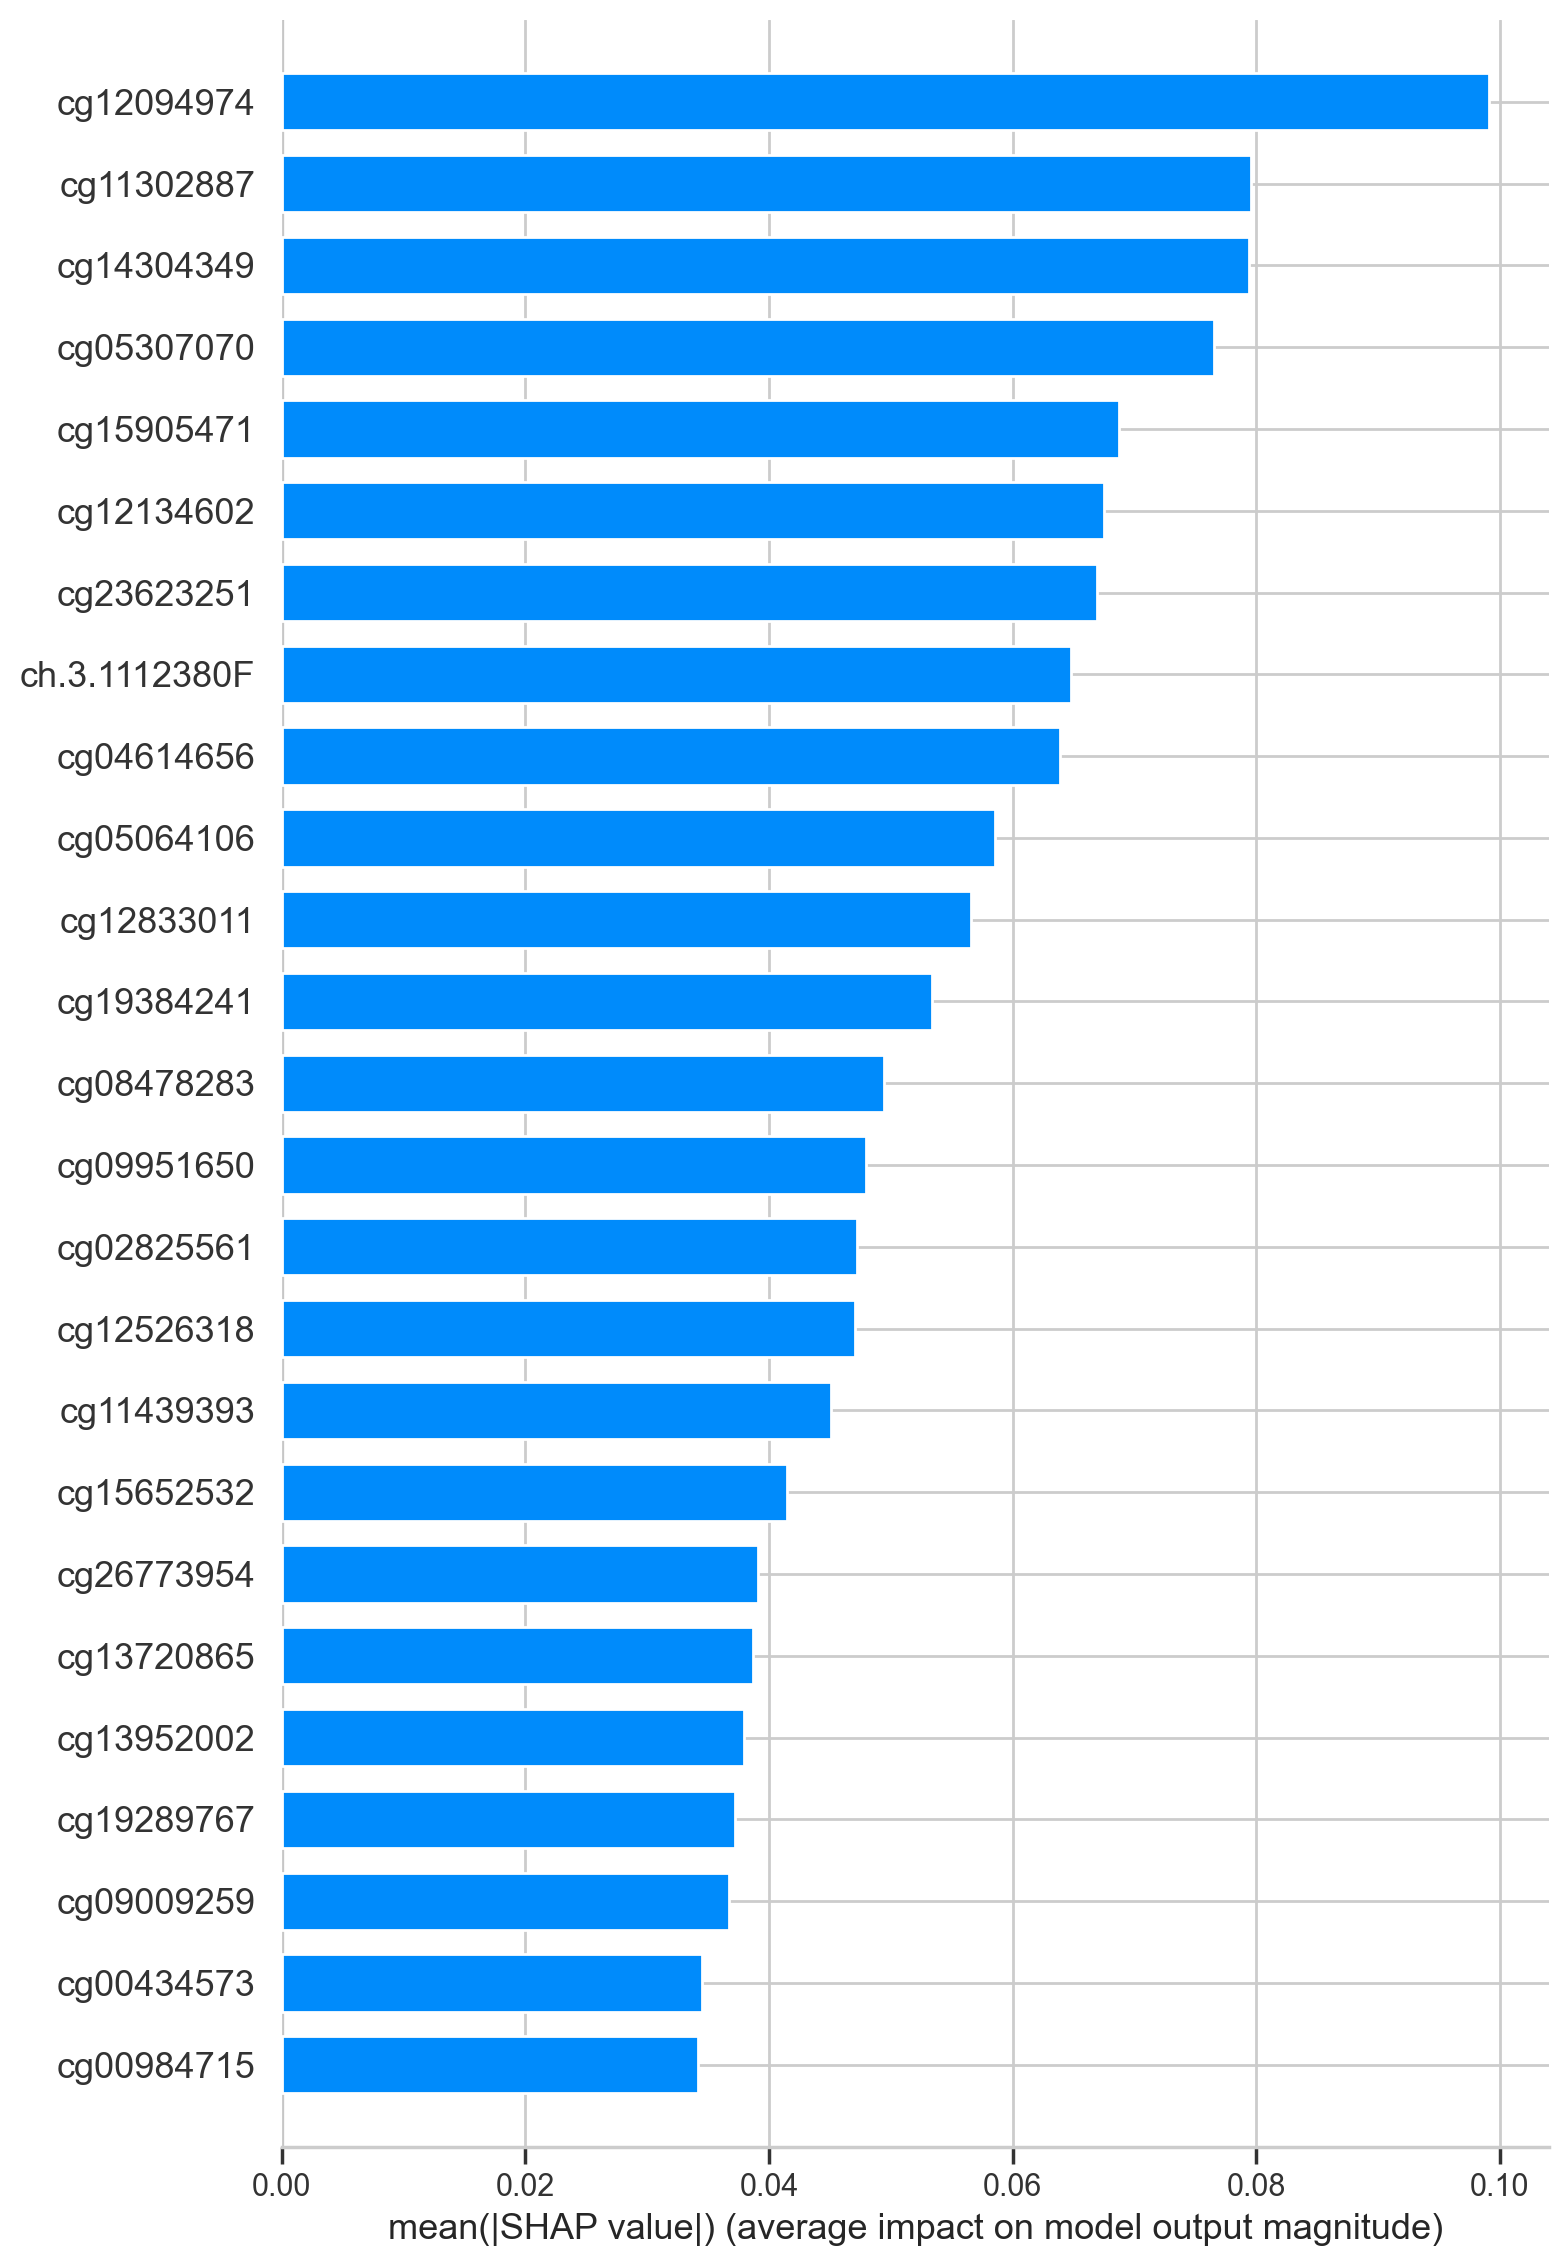 cg12094974
cg11302887
cg14304349
cg05307070
cg15905471
cg12134602
cg23623251
ch.3.1112380F
cg04614656
cg05064106
cg12833011
cg19384241
cg08478283
cg09951650
cg02825561
cg12526318
cg11439393
cg15652532
cg26773954
cg13720865
cg13952002
cg19289767
cg09009259
cg00434573
cg00984715
0.00 0.02 0.04 0.06 0.08 0.10
mean(|SHAP value|) (average impact on model output magnitude)